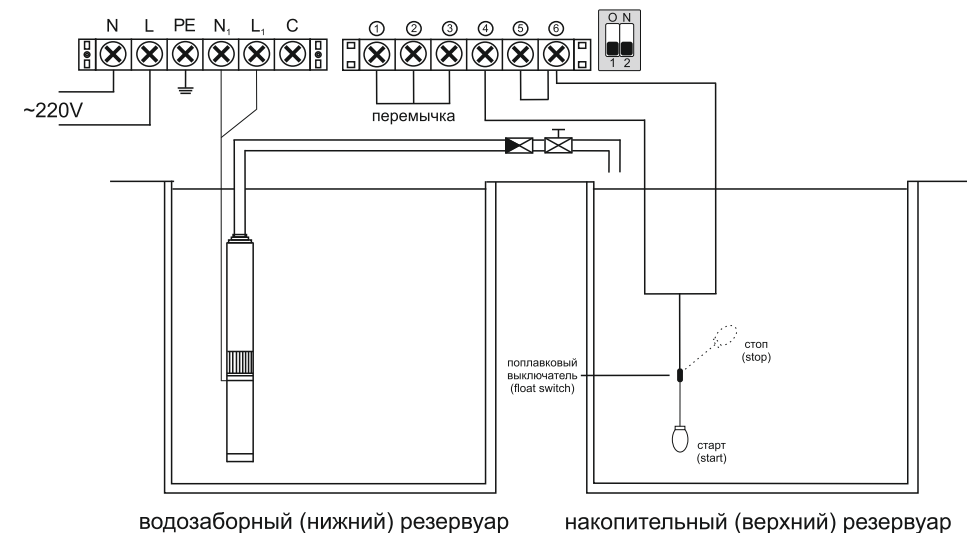 N L PE N₁ L₁ C
① ② ③ ④ ⑤ ⑥
O N
1 2
~220V
перемычка
стоп
(stop)
поплавковый
выключатель
(float switch)
старт
(start)
водозаборный (нижний) резервуар
накопительный (верхний) резервуар